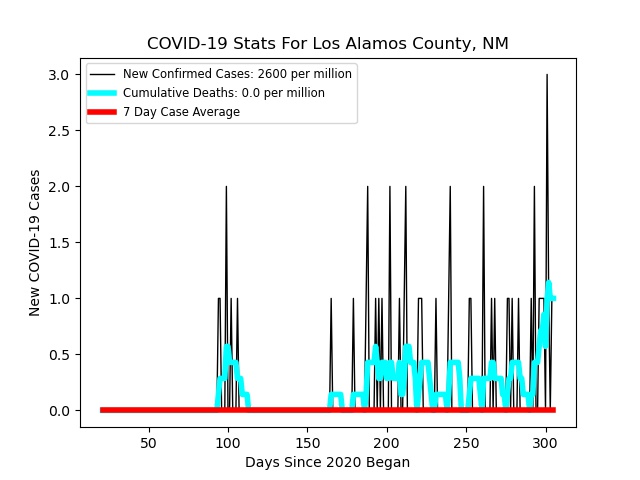 COVID-19 Stats For Los Alamos County, NM
New Confirmed Cases: 2600 per million
Cumulative Deaths: 0.0 per million
7 Day Case Average
3.0
2.5
2.0
1.5
1.0
0.5
0.0
New COVID-19 Cases
50 100 150 200 250 300
Days Since 2020 Began